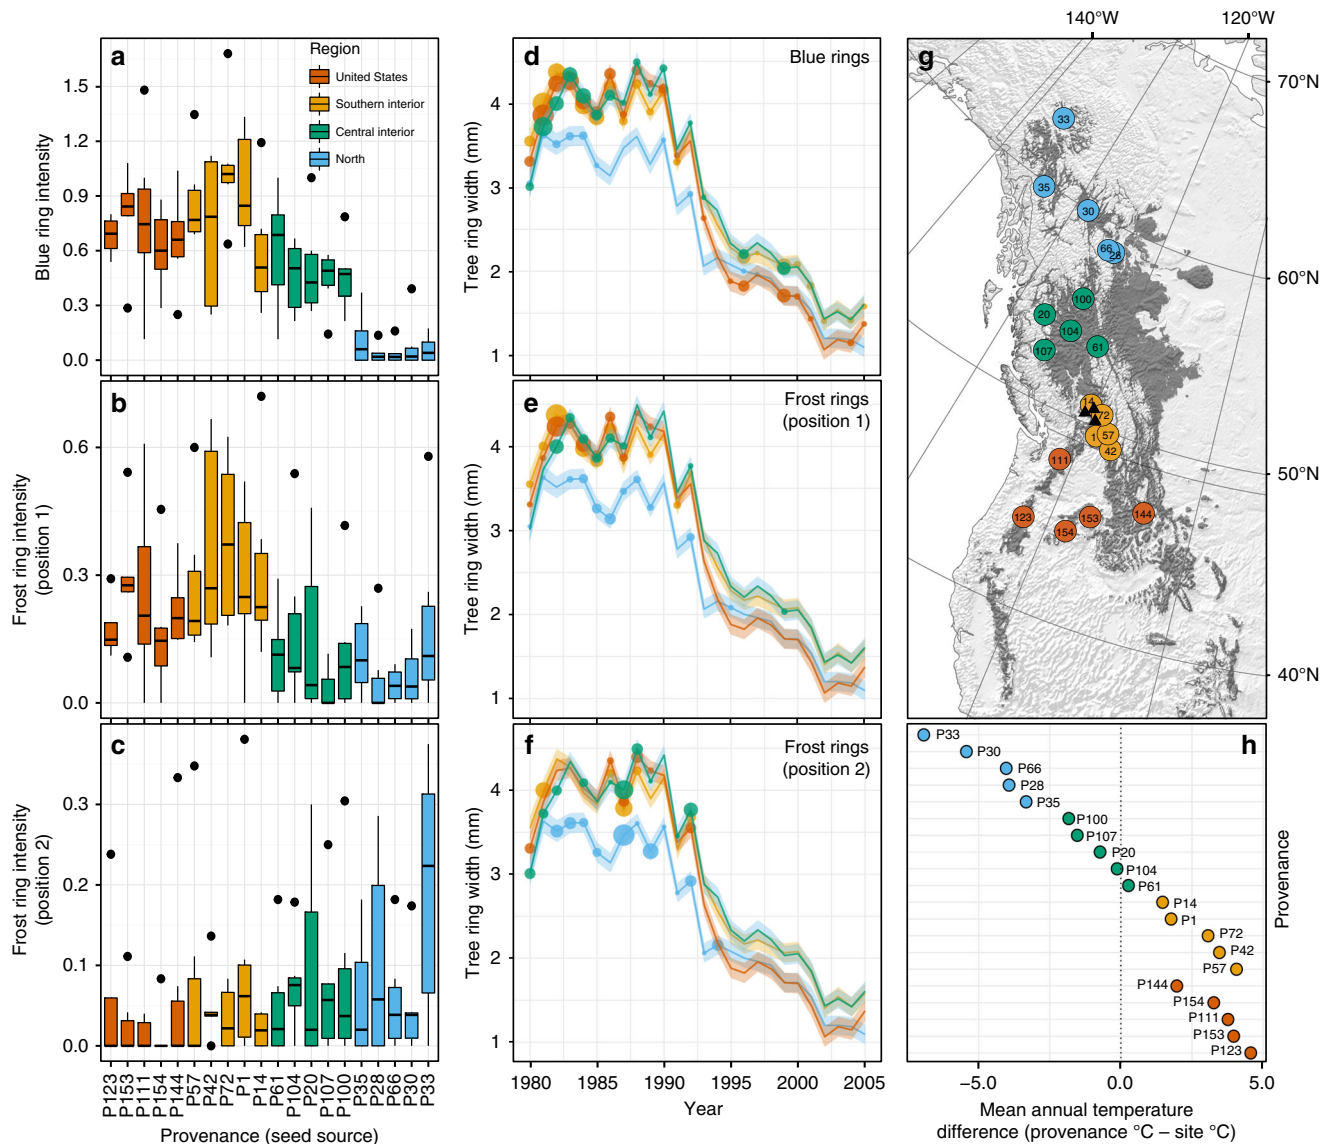 140°W
120°W
a
Region
United States
Southern interior
Central interior
North
1.5
1.2
0.9
0.6
0.3
0.0
Blue ring intensity
b
0.6
0.3
0.0
Frost ring intensity
(position 1)
c
0.3
0.2
0.1
0.0
Frost ring intensity
(position 2)
P123
P153
P111
P154
P144
P57
P42
P72
P1
P14
P61
P104
P20
P107
P100
P35
P28
P66
P30
P33
Provenance (seed source)
d
Blue rings
4
3
2
1
Tree ring width (mm)
e
Frost rings
(position 1)
4
3
2
1
Tree ring width (mm)
f
Frost rings
(position 2)
4
3
2
1
Tree ring width (mm)
1980
1985
1990
1995
2000
2005
Year
g
70°N
60°N
50°N
40°N
33
35
30
66
28
100
20
104
107
61
14
72
1
57
42
111
123
154
153
144
h
P33
P30
P66
P28
P35
P100
P107
P20
P104
P61
P14
P1
P72
P42
P57
P144
P154
P111
P153
P123
Provenance
−5.0
0.0
5.0
Mean annual temperature
difference (provenance °C – site °C)